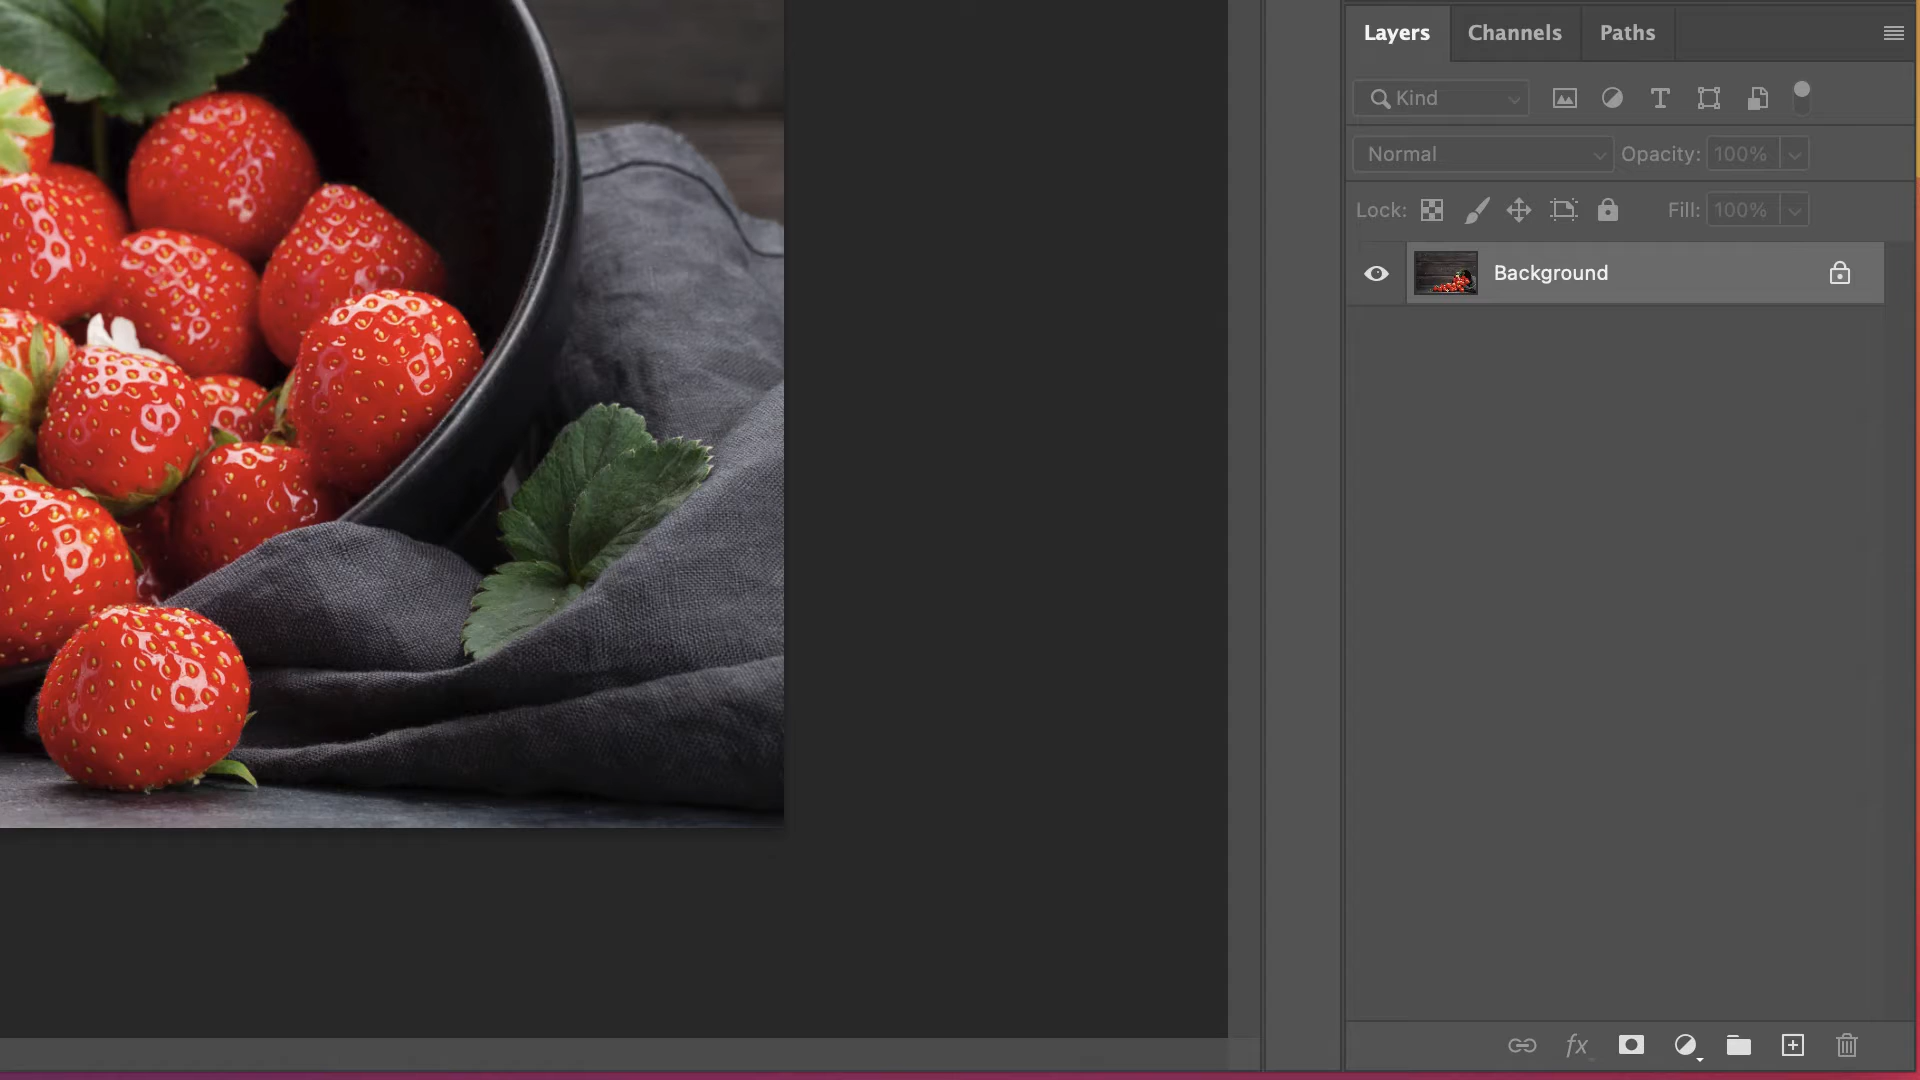 Layers Channels Paths
Kind
Normal Opacity: 100%
Lock: Fill: 100%
Background
fx